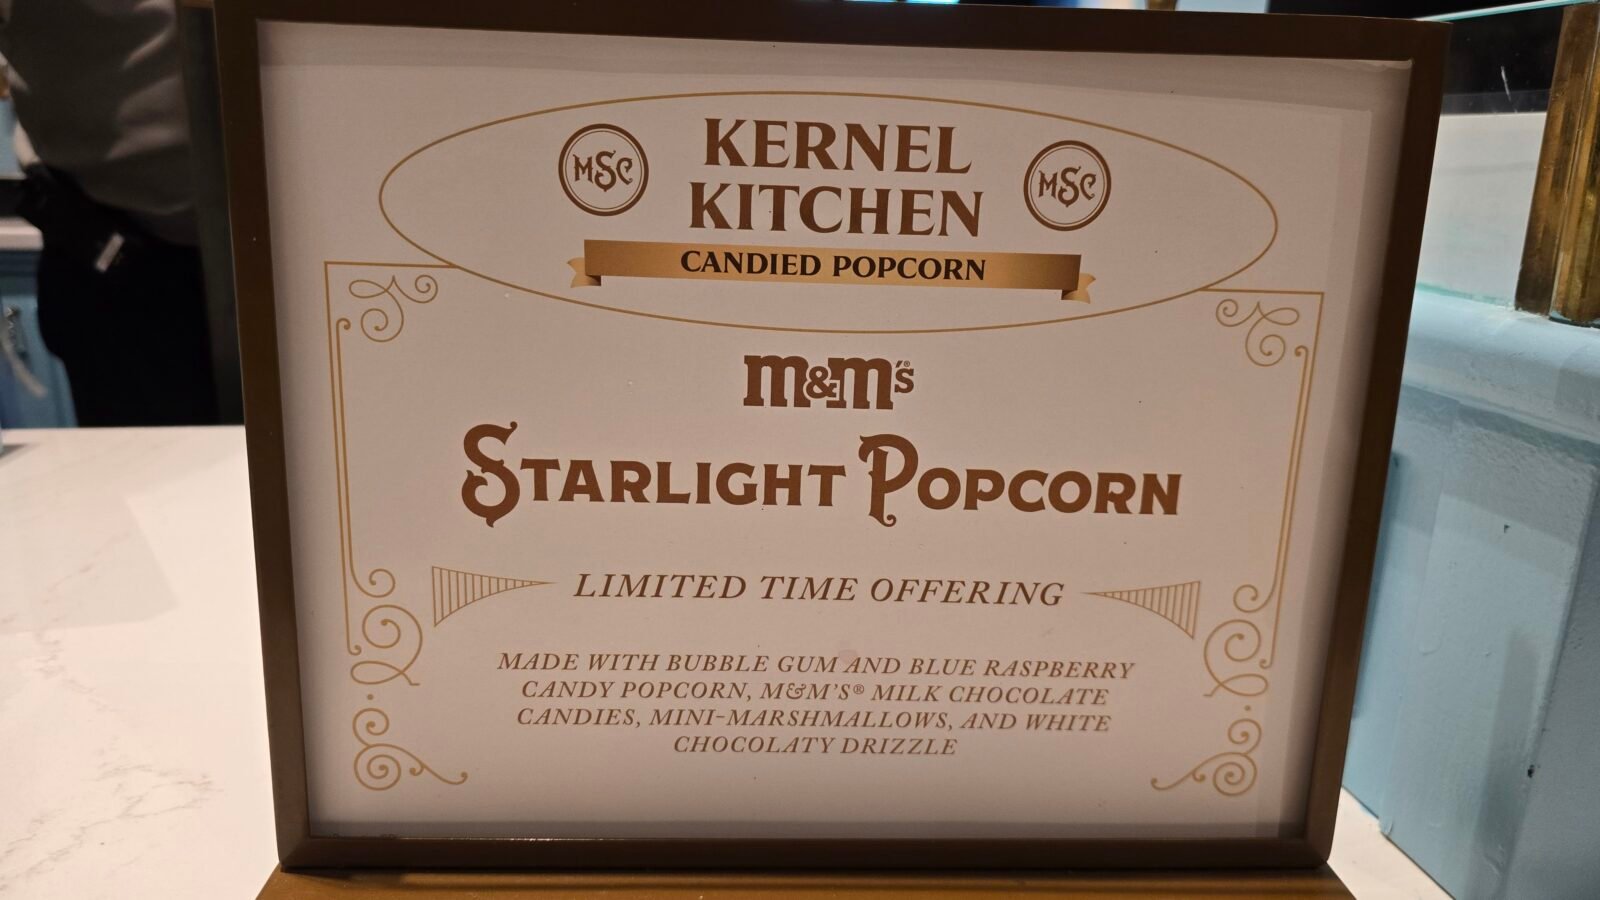 MSC
KERNEL
KITCHEN
MSC
CANDIED POPCORN
m&m's®
STARLIGHT POPCORN
LIMITED TIME OFFERING
MADE WITH BUBBLE GUM AND BLUE RASPBERRY
CANDY POPCORN, M&M'S® MILK CHOCOLATE
CANDIES, MINI-MARSHMALLOWS, AND WHITE
CHOCOLATY DRIZZLE